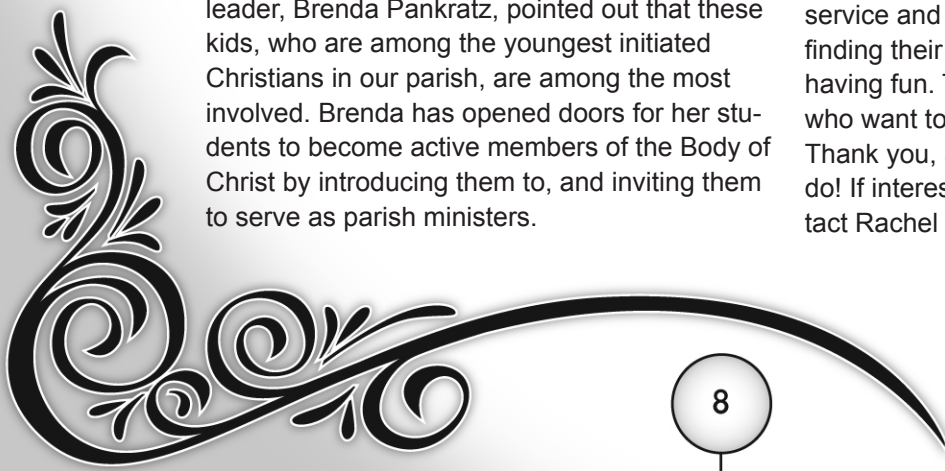 leader, Brenda Pankratz, pointed out that these
kids, who are among the youngest initiated
Christians in our parish, are among the most
involved. Brenda has opened doors for her stu-
dents to become active members of the Body of
Christ by introducing them to, and inviting them
to serve as parish ministers.
service and
finding their
having fun.
who want to
Thank you,
do! If interes
tact Rachel
8